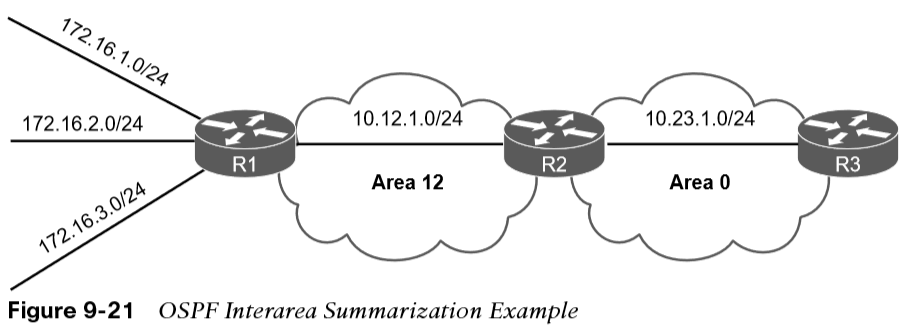 172.16.1.0/24
172.16.2.0/24
172.16.3.0/24
R1
10.12.1.0/24
Area 12
R2
10.23.1.0/24
Area 0
R3
Figure 9-21 OSPF Interarea Summarization Example